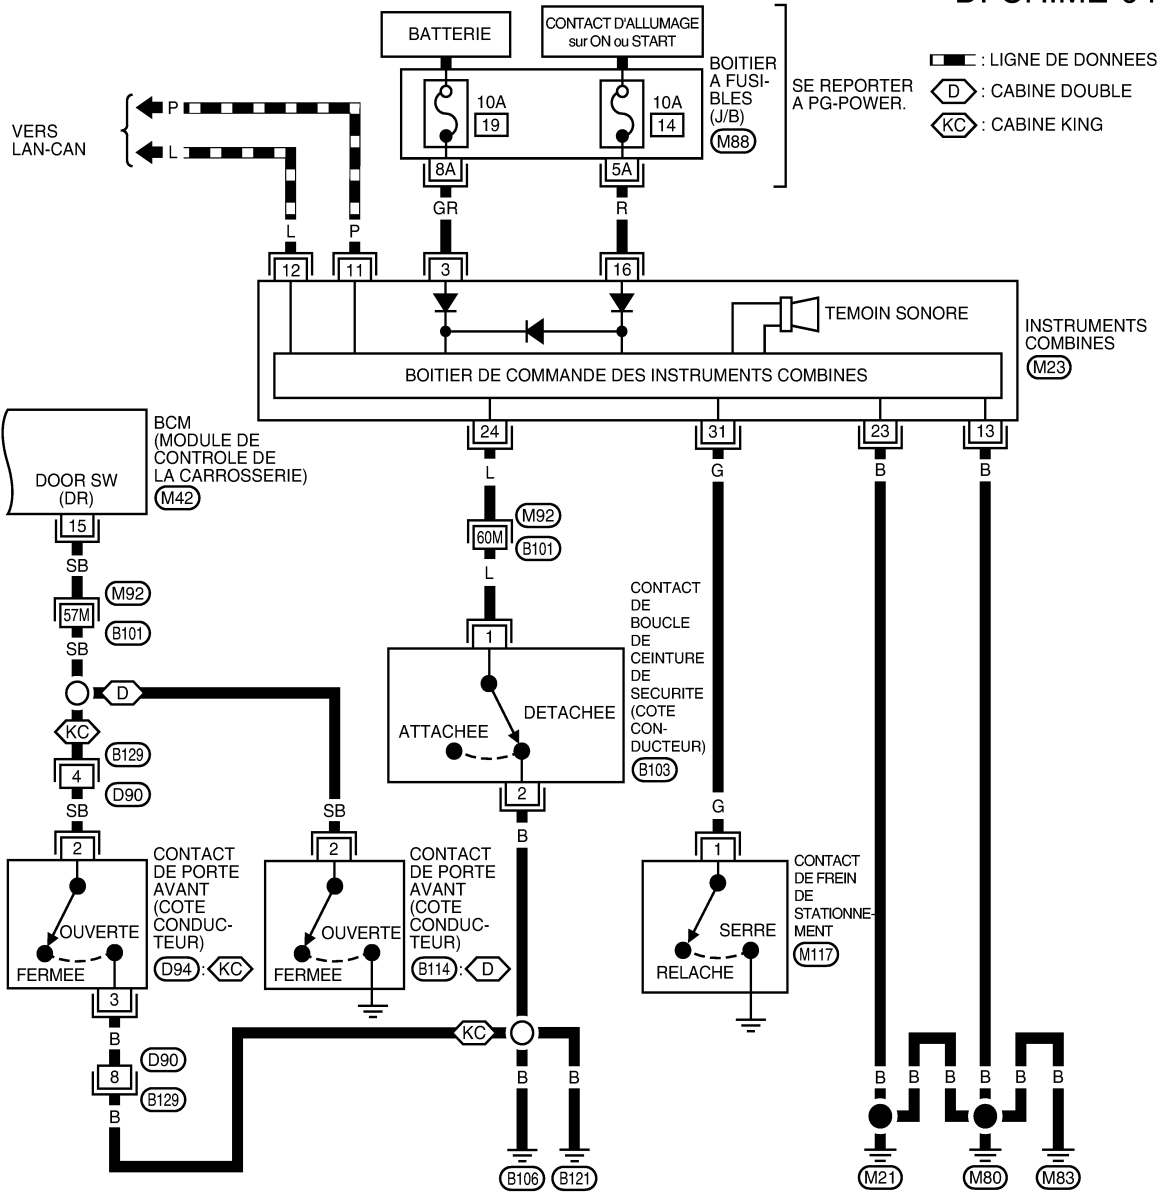 BATTERIE
CONTACT D'ALLUMAGE
sur ON ou START
BOITIER
A FUSI-
BLES
(J/B)
M88
SE REPORTER
A PG-POWER.
: LIGNE DE DONNEES
D : CABINE DOUBLE
KC : CABINE KING
10A
19
10A
14
VERS
LAN-CAN
P
L
8A
5A
GR
R
L
P
12
11
3
16
TEMOIN SONORE
INSTRUMENTS
COMBINES
M23
BOITIER DE COMMANDE DES INSTRUMENTS COMBINES
24
31
23
13
BCM
(MODULE DE
CONTROLE DE
LA CARROSSERIE)
M42
DOOR SW
(DR)
15
SB
57M
M92
B101
SB
D
KC
4
B129
D90
SB
SB
L
60M
M92
B101
L
1
CONTACT
DE
BOUCLE
DE
CEINTURE
DE
SECURITE
(COTE
CON-
DUCTEUR)
B103
DETACHEE
ATTACHEE
2
B
G
G
B
B
2
CONTACT
DE PORTE
AVANT
(COTE
CONDUC-
TEUR)
D94 : KC
OUVERTE
FERMEE
3
2
CONTACT
DE PORTE
AVANT
(COTE
CONDUC-
TEUR)
B114 : D
OUVERTE
FERMEE
1
CONTACT
DE FREIN
DE
STATIONNE-
MENT
M117
SERRE
RELACHE
B
8
D90
B129
B
KC
B
B
B106
B121
B
B
B
B
B
B
M21
M80
M83